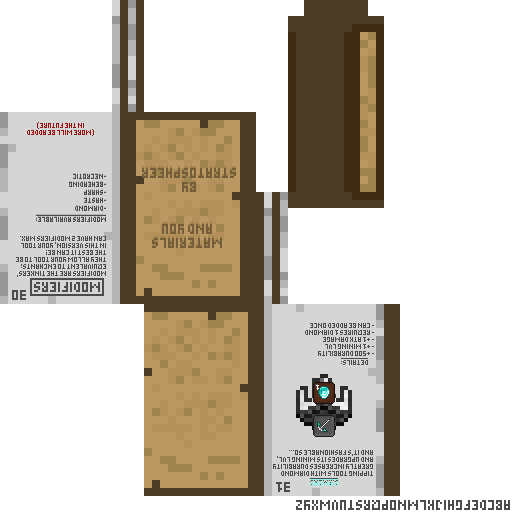 30
MODIFIERS
MODIFIERS ARE THE TINKERS'
EQUIVALENT TO ENCHANTS!
THEY ALLOW YOUR TOOL TO BE
THE BEST IT CAN BE!
IN THIS VERSION, YOUR TOOL
CAN HAVE 2 MODIFIERS MAX.
MODIFIERS AVAILABLE:
-DIAMOND
-HASTE
-SHARP
-BEHEADING
-NECROTIC
(MORE WILL BE ADDED
IN THE FUTURE)
MATERIALS
AND YOU
BY
STRATOSPHEER
31
TIPPING TOOLS WITH DIAMOND
GREATLY INCREASES DURABILITY
AND UPGRADES ITS MINING LVL,
AND IT'S FASHIONABLE SO...
DETAILS:
- +500 DURABILITY
- +1 MINING LVL
- +1 ATK DAMAGE
- REQUIRES 1 DIAMOND
- CAN BE ADDED ONCE
ABCDEFGHIJKLMNOPQRSTUVWXYZ